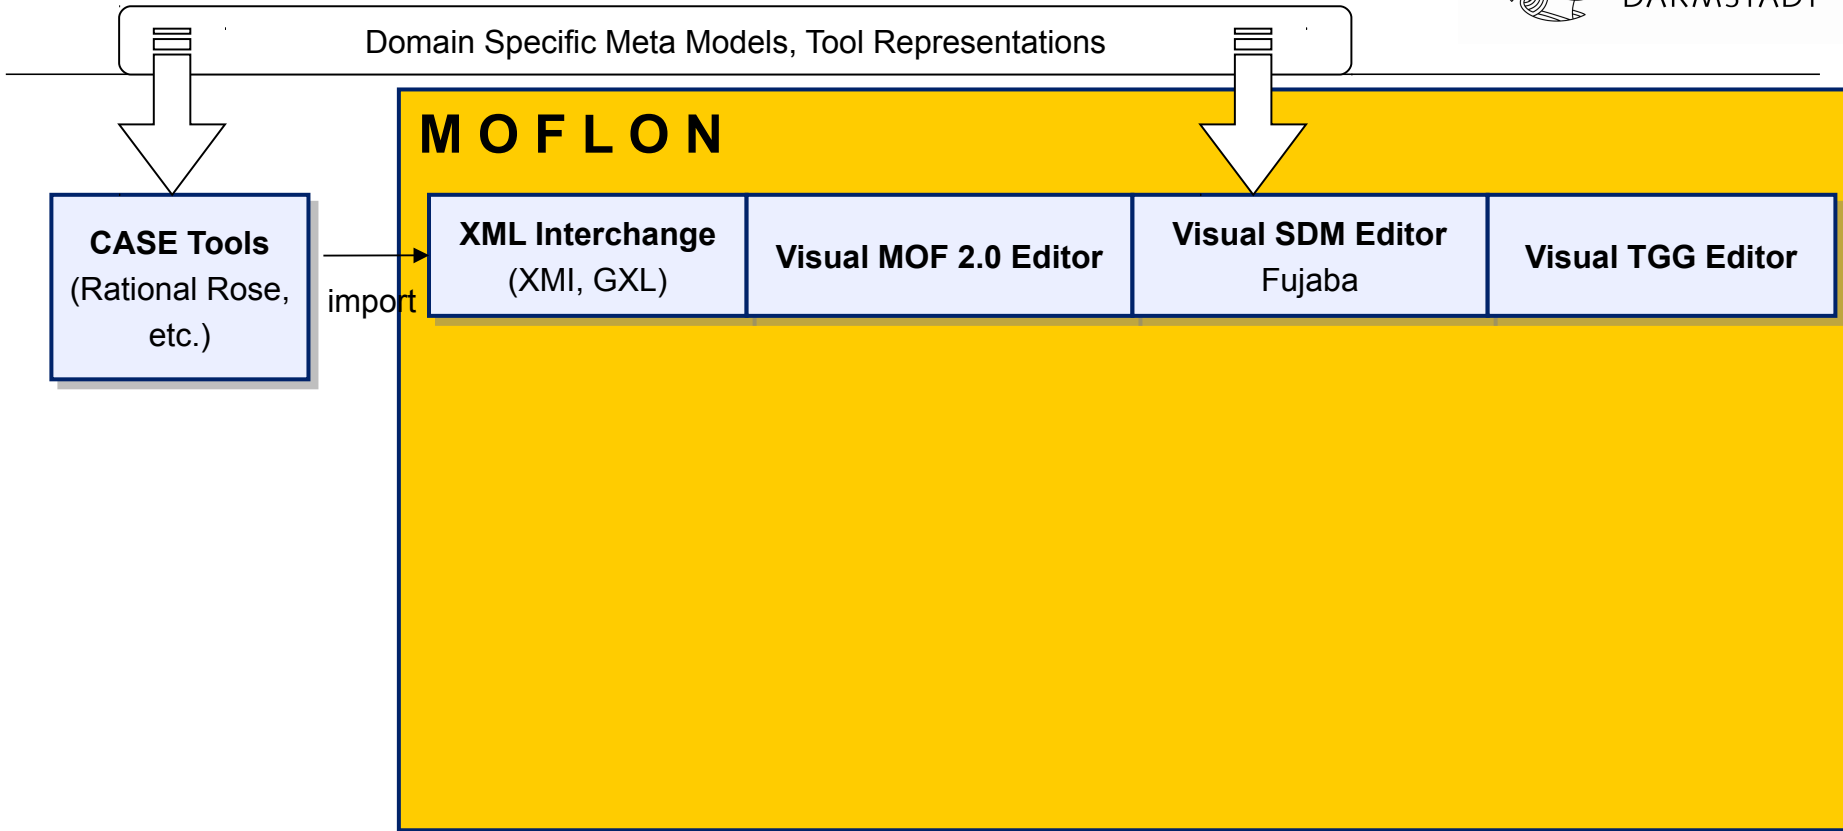 DARMSTADT
Domain Specific Meta Models, Tool Representations
M O F L O N
CASE Tools
(Rational Rose,
etc.)
import
XML Interchange
(XMI, GXL)
Visual MOF 2.0 Editor
Visual SDM Editor
Fujaba
Visual TGG Editor